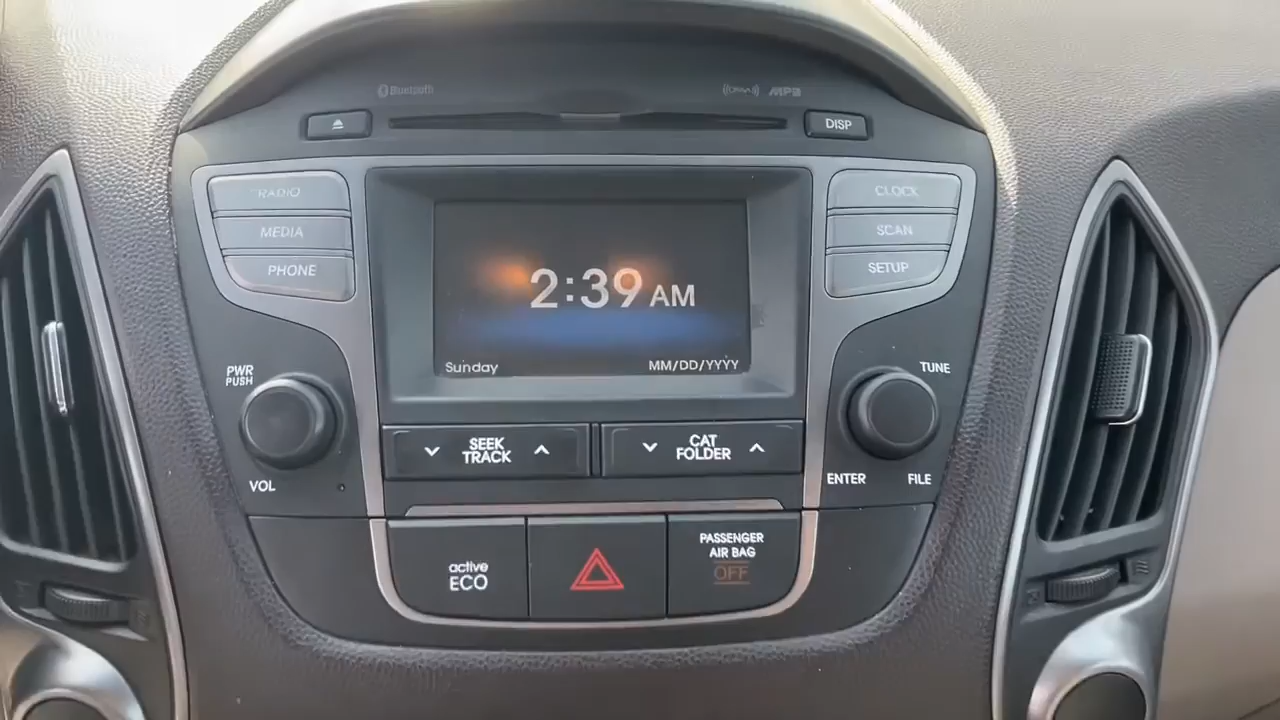 Bluetooth
((SIRIUS)) MP3
DISP
RADIO
CLOCK
MEDIA
SCAN
PHONE
SETUP
2:39 AM
Sunday
MM/DD/YYYY
PWR
PUSH
TUNE
SEEK
TRACK
CAT
FOLDER
VOL
ENTER
FILE
active
ECO
PASSENGER
AIR BAG
OFF